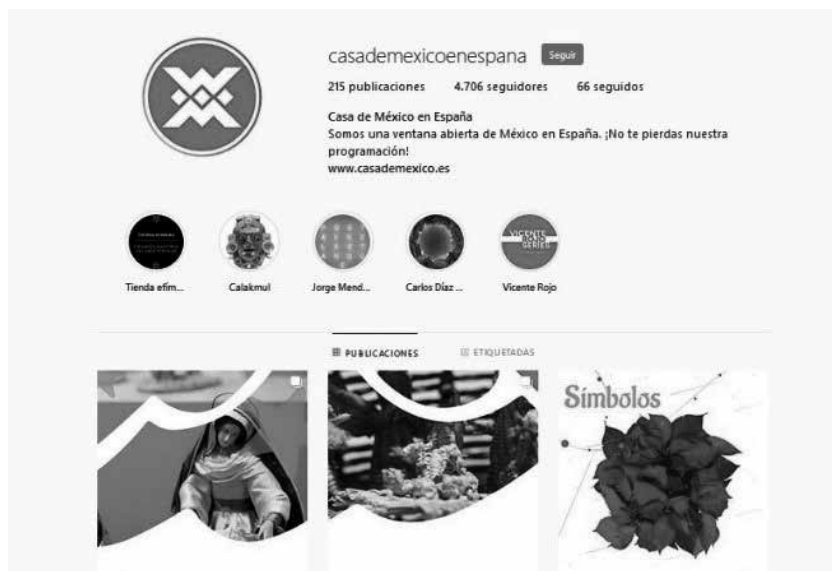 casademexicoenespana Seguir
215 publicaciones 4.706 seguidores 66 seguidos
Casa de México en España
Somos una ventana abierta de México en España. ¡No te pierdas nuestra
programación!
www.casademexico.es
VICENTE
ROJO
Tienda efím... Calakmul Jorge Mend... Carlos Díaz ... Vicente Rojo
PUBLICACIONES ETIQUETADAS
Símbolos